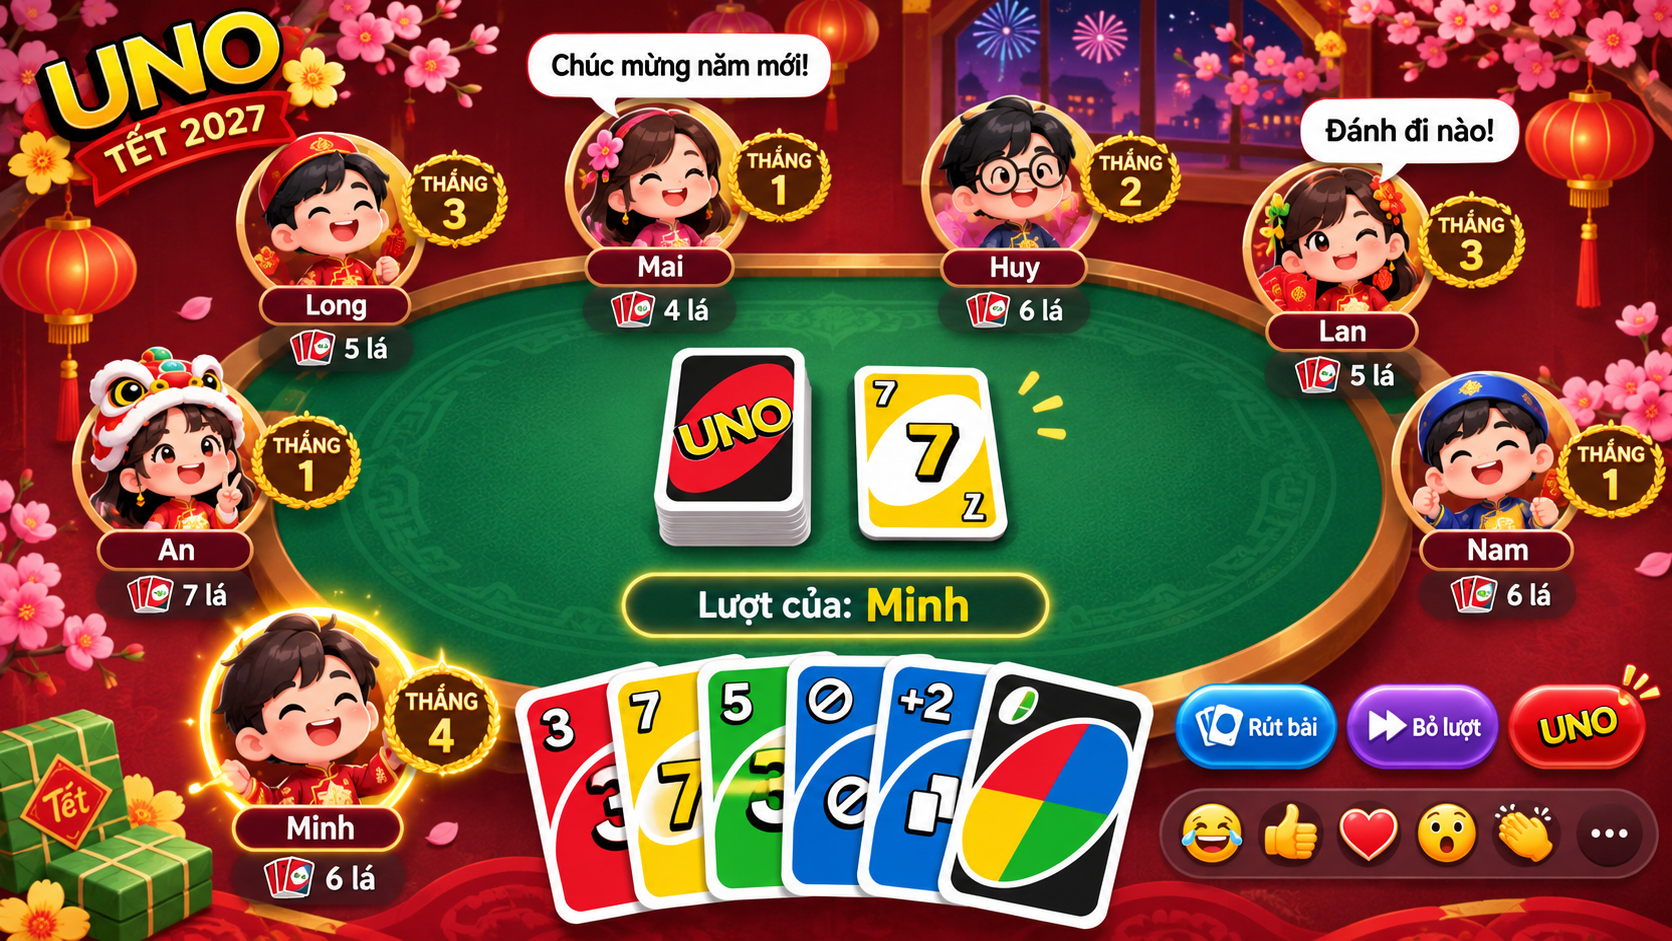 UNO
TẾT 2027
Chúc mừng năm mới!
Đánh đi nào!
THẮNG
3
Long
5 lá
THẮNG
1
Mai
4 lá
THẮNG
2
Huy
6 lá
THẮNG
3
Lan
5 lá
THẮNG
1
An
7 lá
THẮNG
1
Nam
6 lá
UNO
7
7
Z
Lượt của: Minh
THẮNG
4
Minh
6 lá
3
3
7
7
5
3
+2
Rút bài
Bỏ lượt
UNO
Tết